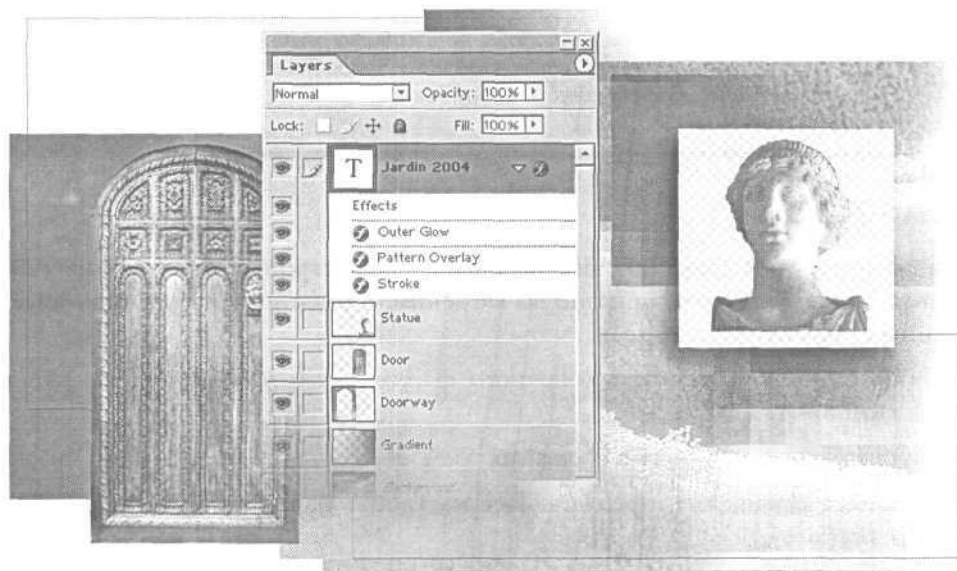 Layers
Normal Opacity: 100%
Lock: Fill: 100%
T Jardin 2004
Effects
Outer Glow
Pattern Overlay
Stroke
Statue
Door
Doorway
Gradient